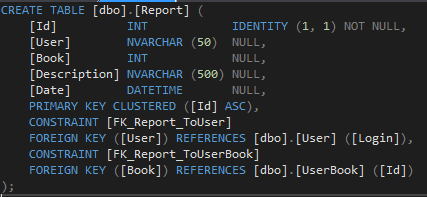 CREATE TABLE [dbo].[Report] (
[Id] INT IDENTITY (1, 1) NOT NULL,
[User] NVARCHAR (50) NULL,
[Book] INT NULL,
[Description] NVARCHAR (500) NULL,
[Date] DATETIME NULL,
PRIMARY KEY CLUSTERED ([Id] ASC),
CONSTRAINT [FK_Report_ToUser]
FOREIGN KEY ([User]) REFERENCES [dbo].[User] ([Login]),
CONSTRAINT [FK_Report_ToUserBook]
FOREIGN KEY ([Book]) REFERENCES [dbo].[UserBook] ([Id])
);